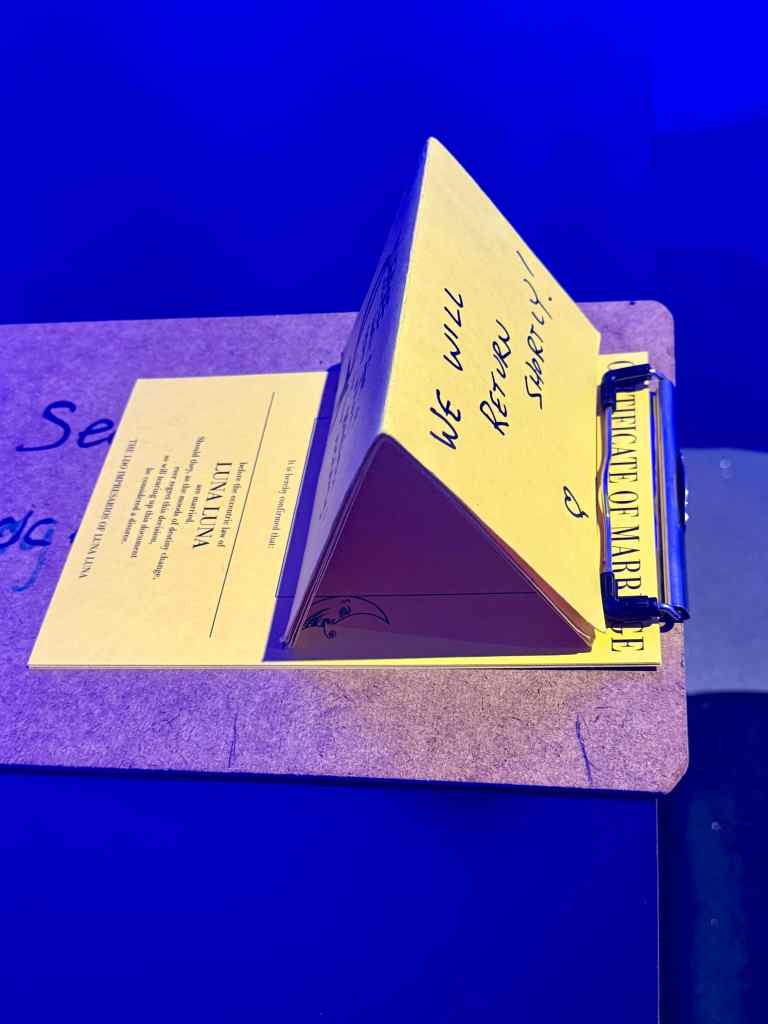 WE WILL
RETURN
SHORTLY!
CERTIFICATE OF MARRIAGE
It is hereby confirmed that:
before the eccentric law of
LUNA LUNA
are married.
Should they, as the moods of destiny change,
ever regret this decision,
so will tearing up this document
be considered a divorce.
THE IDO IMPRESARIOS OF LUNA LUNA